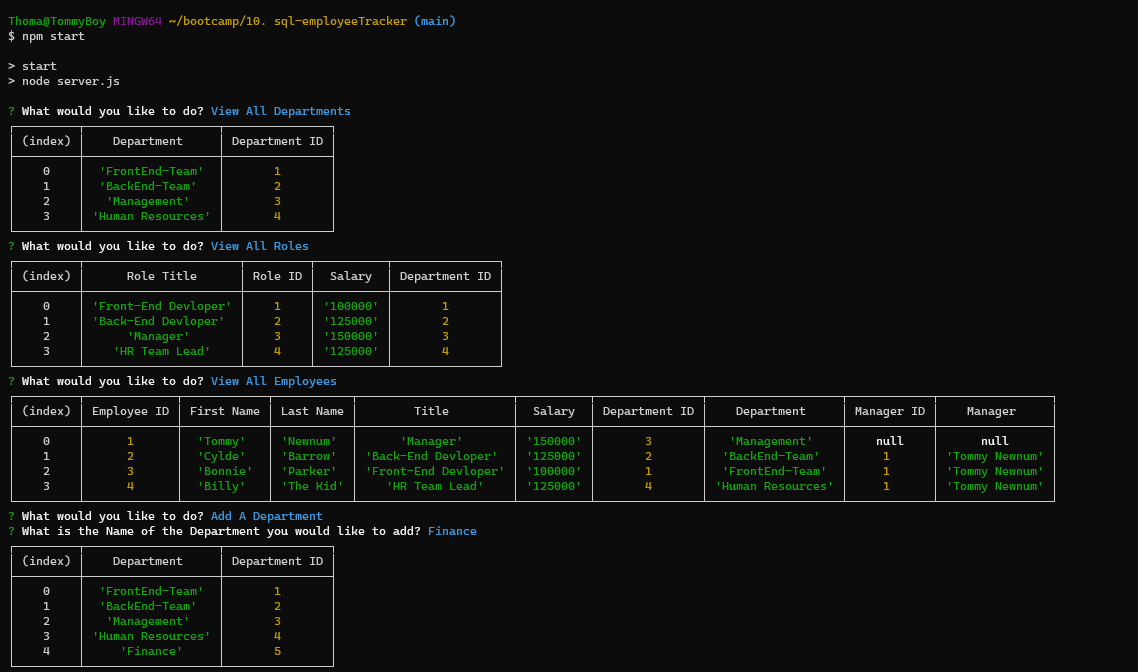 Thoma@TommyBoy MINGW64 ~/bootcamp/10. sql-employeeTracker (main)
$ npm start
> start
> node server.js
? What would you like to do? View All Departments
(index) Department Department ID
0 'FrontEnd-Team' 1
1 'BackEnd-Team' 2
2 'Management' 3
3 'Human Resources' 4
? What would you like to do? View All Roles
(index) Role Title Role ID Salary Department ID
0 'Front-End Devloper' 1 '100000' 1
1 'Back-End Devloper' 2 '125000' 2
2 'Manager' 3 '150000' 3
3 'HR Team Lead' 4 '125000' 4
? What would you like to do? View All Employees
(index) Employee ID First Name Last Name Title Salary Department ID Department Manager ID Manager
0 1 'Tommy' 'Newnum' 'Manager' '150000' 3 'Management' null null
1 2 'Cylde' 'Barrow' 'Back-End Devloper' '125000' 2 'BackEnd-Team' 1 'Tommy Newnum'
2 3 'Bonnie' 'Parker' 'Front-End Devloper' '100000' 1 'FrontEnd-Team' 1 'Tommy Newnum'
3 4 'Billy' 'The Kid' 'HR Team Lead' '125000' 4 'Human Resources' 1 'Tommy Newnum'
? What would you like to do? Add A Department
? What is the Name of the Department you would like to add? Finance
(index) Department Department ID
0 'FrontEnd-Team' 1
1 'BackEnd-Team' 2
2 'Management' 3
3 'Human Resources' 4
4 'Finance' 5